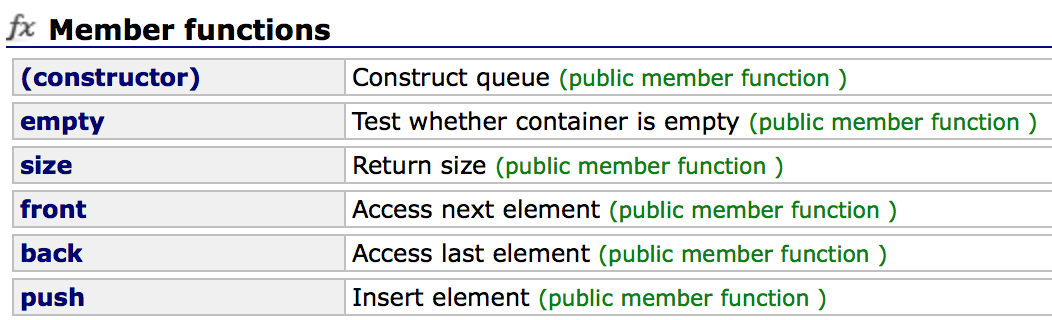 fx Member functions
(constructor) Construct queue (public member function )
empty Test whether container is empty (public member function )
size Return size (public member function )
front Access next element (public member function )
back Access last element (public member function )
push Insert element (public member function )